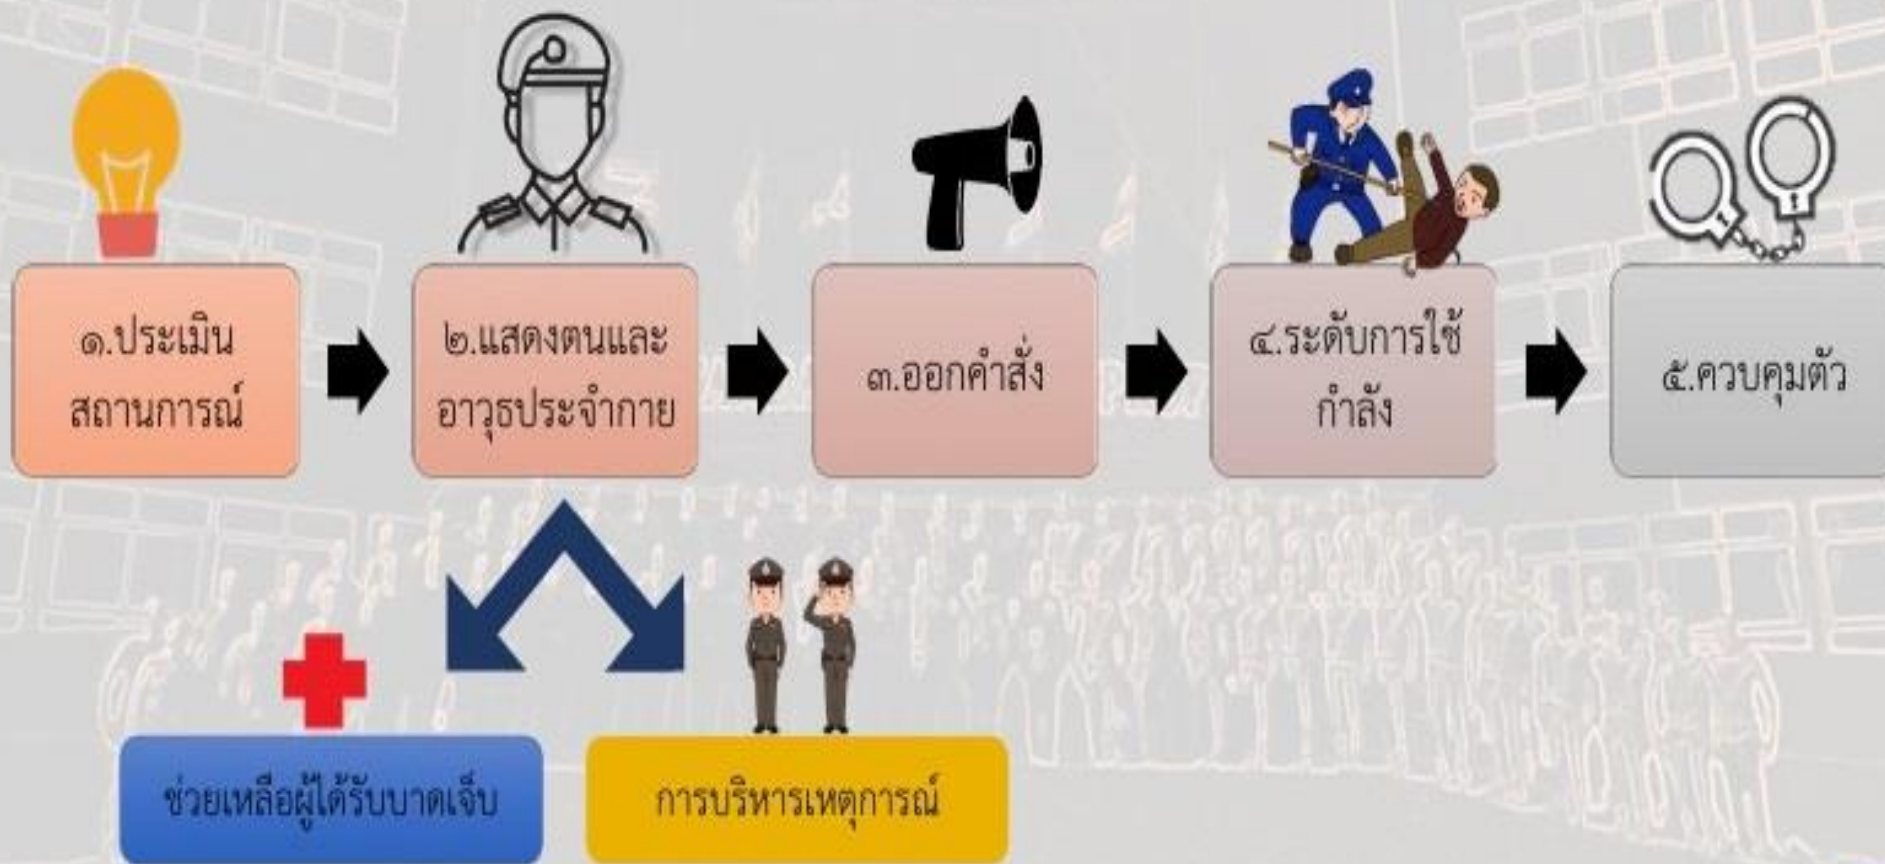 ๑.ประเมิน
สถานการณ์
๒.แสดงตนและ
อาวุธประจำกาย
๓.ออกคำสั่ง
๔.ระดับการใช้
กำลัง
๕.ควบคุมตัว
ช่วยเหลือผู้ได้รับบาดเจ็บ
การบริหารเหตุการณ์